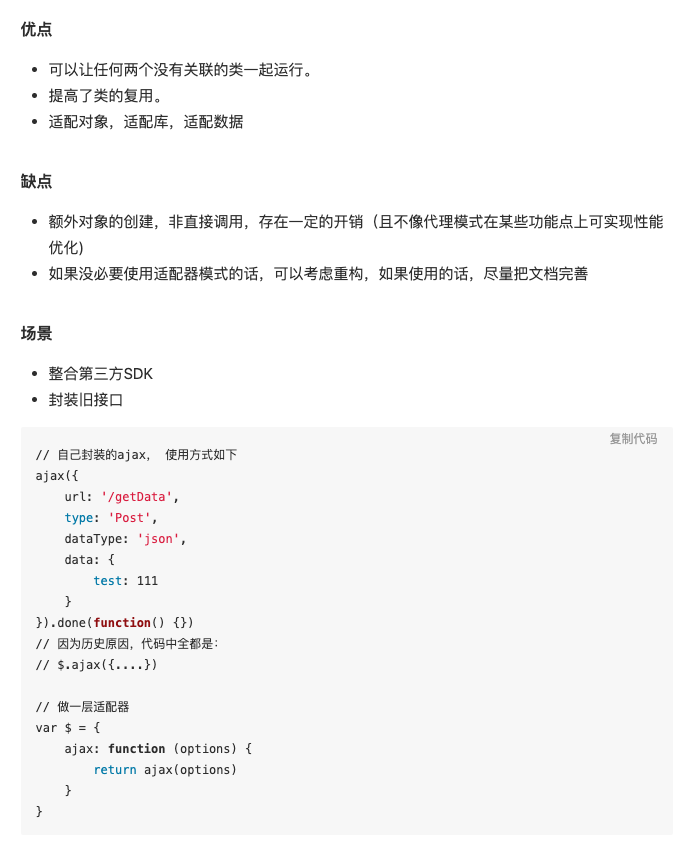 优点
• 可以让任何两个没有关联的类一起运行。
• 提高了类的复用。
• 适配对象，适配库，适配数据
缺点
• 额外对象的创建，非直接调用，存在一定的开销（且不像代理模式在某些功能点上可实现性能
优化)
• 如果没必要使用适配器模式的话，可以考虑重构，如果使用的话，尽量把文档完善
场景
• 整合第三方SDK
• 封装旧接口
复制代码
// 自己封装的ajax， 使用方式如下
ajax({
    url: '/getData',
    type: 'Post',
    dataType: 'json',
    data: {
        test: 111
    }
}).done(function() {})
// 因为历史原因，代码中全都是：
// $.ajax({....})
// 做一层适配器
var $ = {
    ajax: function (options) {
        return ajax(options)
    }
}